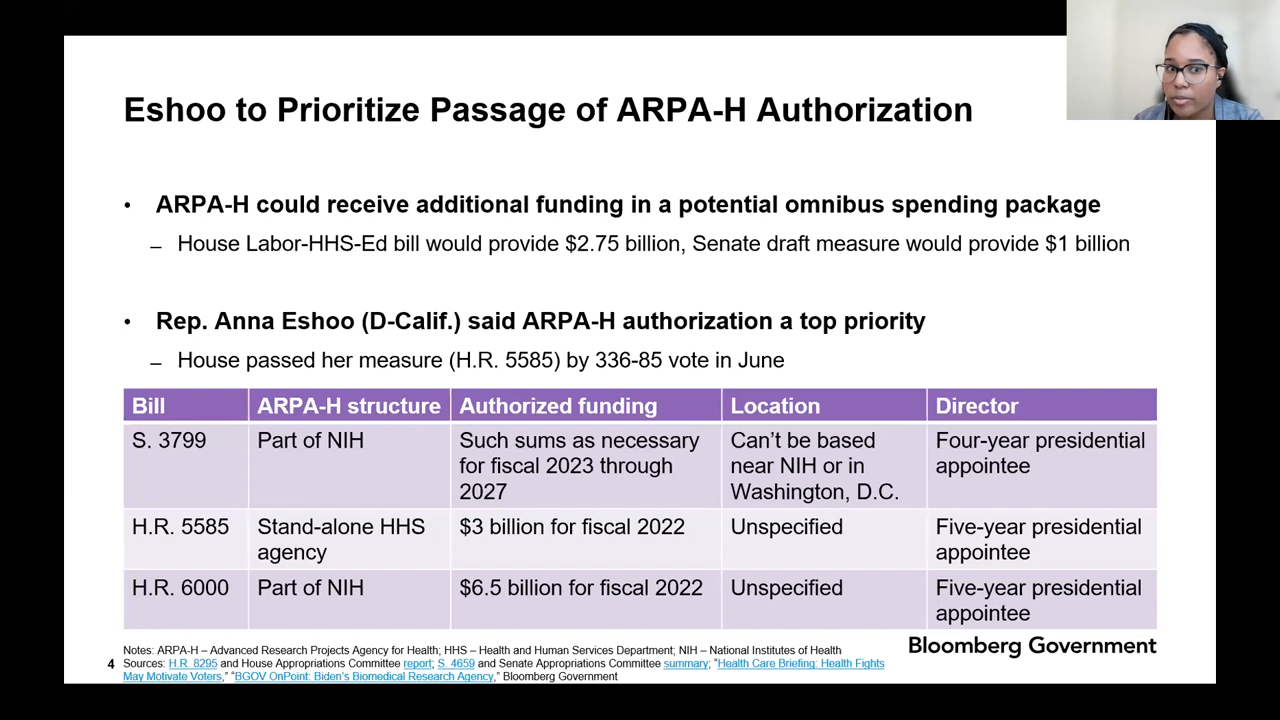 Eshoo to Prioritize Passage of ARPA-H Authorization
• ARPA-H could receive additional funding in a potential omnibus spending package
– House Labor-HHS-Ed bill would provide $2.75 billion, Senate draft measure would provide $1 billion
• Rep. Anna Eshoo (D-Calif.) said ARPA-H authorization a top priority
– House passed her measure (H.R. 5585) by 336-85 vote in June
Bill ARPA-H structure Authorized funding Location Director
S. 3799 Part of NIH Such sums as necessary Can't be based Four-year presidential
for fiscal 2023 through near NIH or in appointee
2027 Washington, D.C.
H.R. 5585 Stand-alone HHS $3 billion for fiscal 2022 Unspecified Five-year presidential
agency appointee
H.R. 6000 Part of NIH $6.5 billion for fiscal 2022 Unspecified Five-year presidential
appointee
Notes: ARPA-H – Advanced Research Projects Agency for Health; HHS – Health and Human Services Department; NIH – National Institutes of Health
Sources: H.R. 8295 and House Appropriations Committee report; S. 4659 and Senate Appropriations Committee summary; "Health Care Briefing: Health Fights
May Motivate Voters," "BGOV OnPoint: Biden's Biomedical Research Agency," Bloomberg Government
4
Bloomberg Government